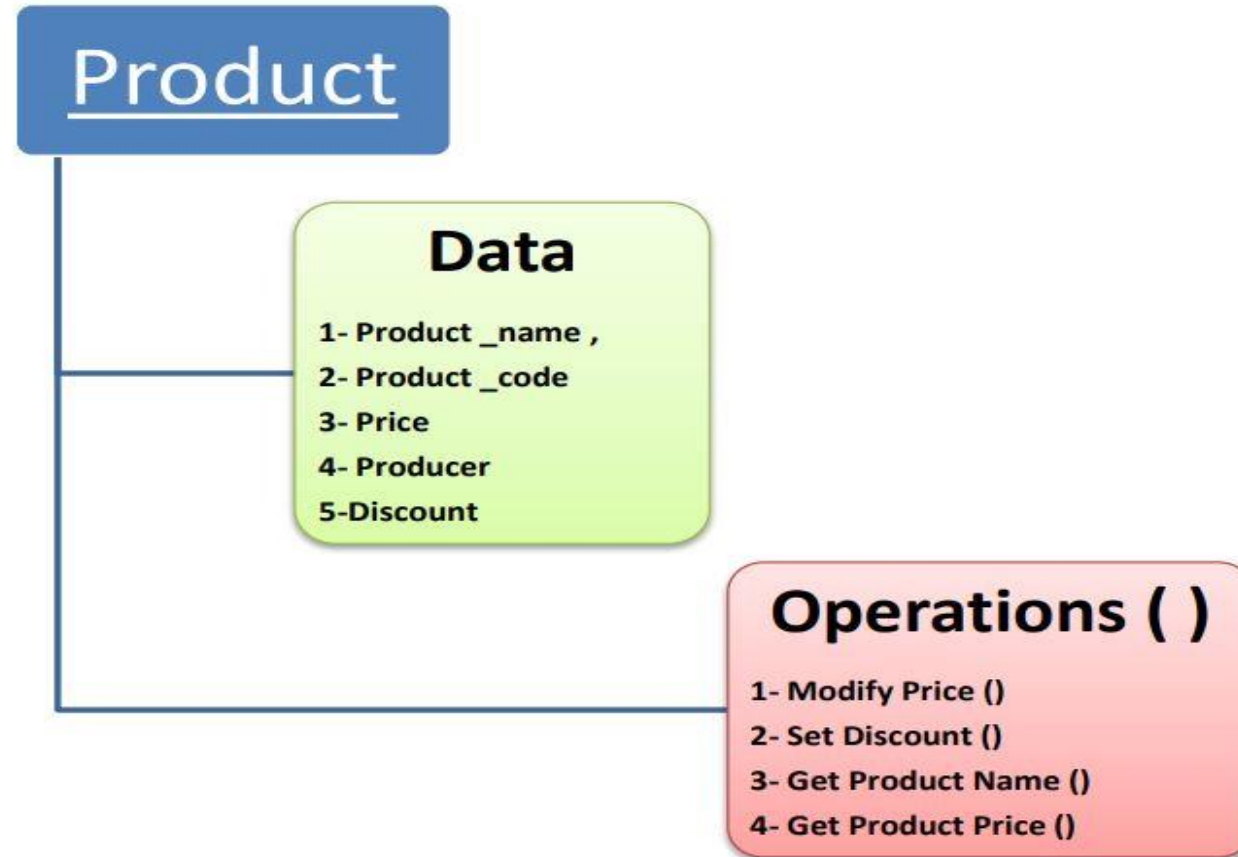 Product
Data
1- Product _name ,
2- Product _code
3- Price
4- Producer
5-Discount
Operations ( )
1- Modify Price ()
2- Set Discount ()
3- Get Product Name ()
4- Get Product Price ()